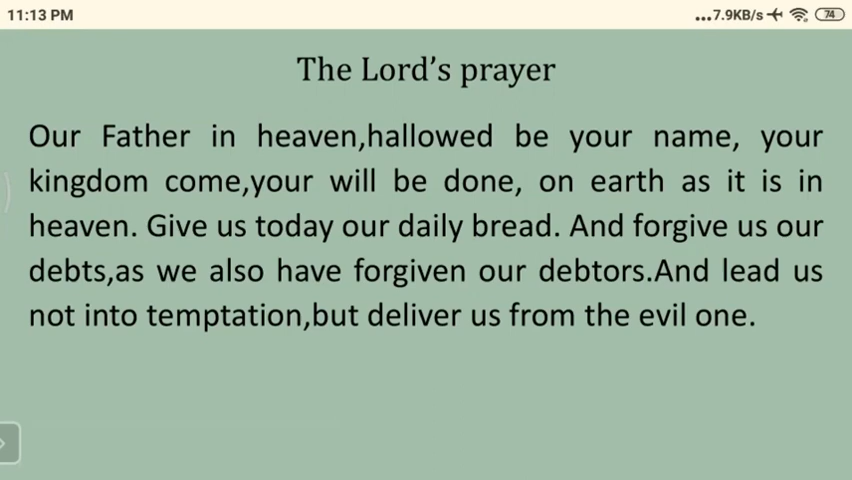 11:13 PM ...7.9KB/s 74
The Lord’s prayer
Our Father in heaven,hallowed be your name, your
kingdom come,your will be done, on earth as it is in
heaven. Give us today our daily bread. And forgive us our
debts,as we also have forgiven our debtors.And lead us
not into temptation,but deliver us from the evil one.